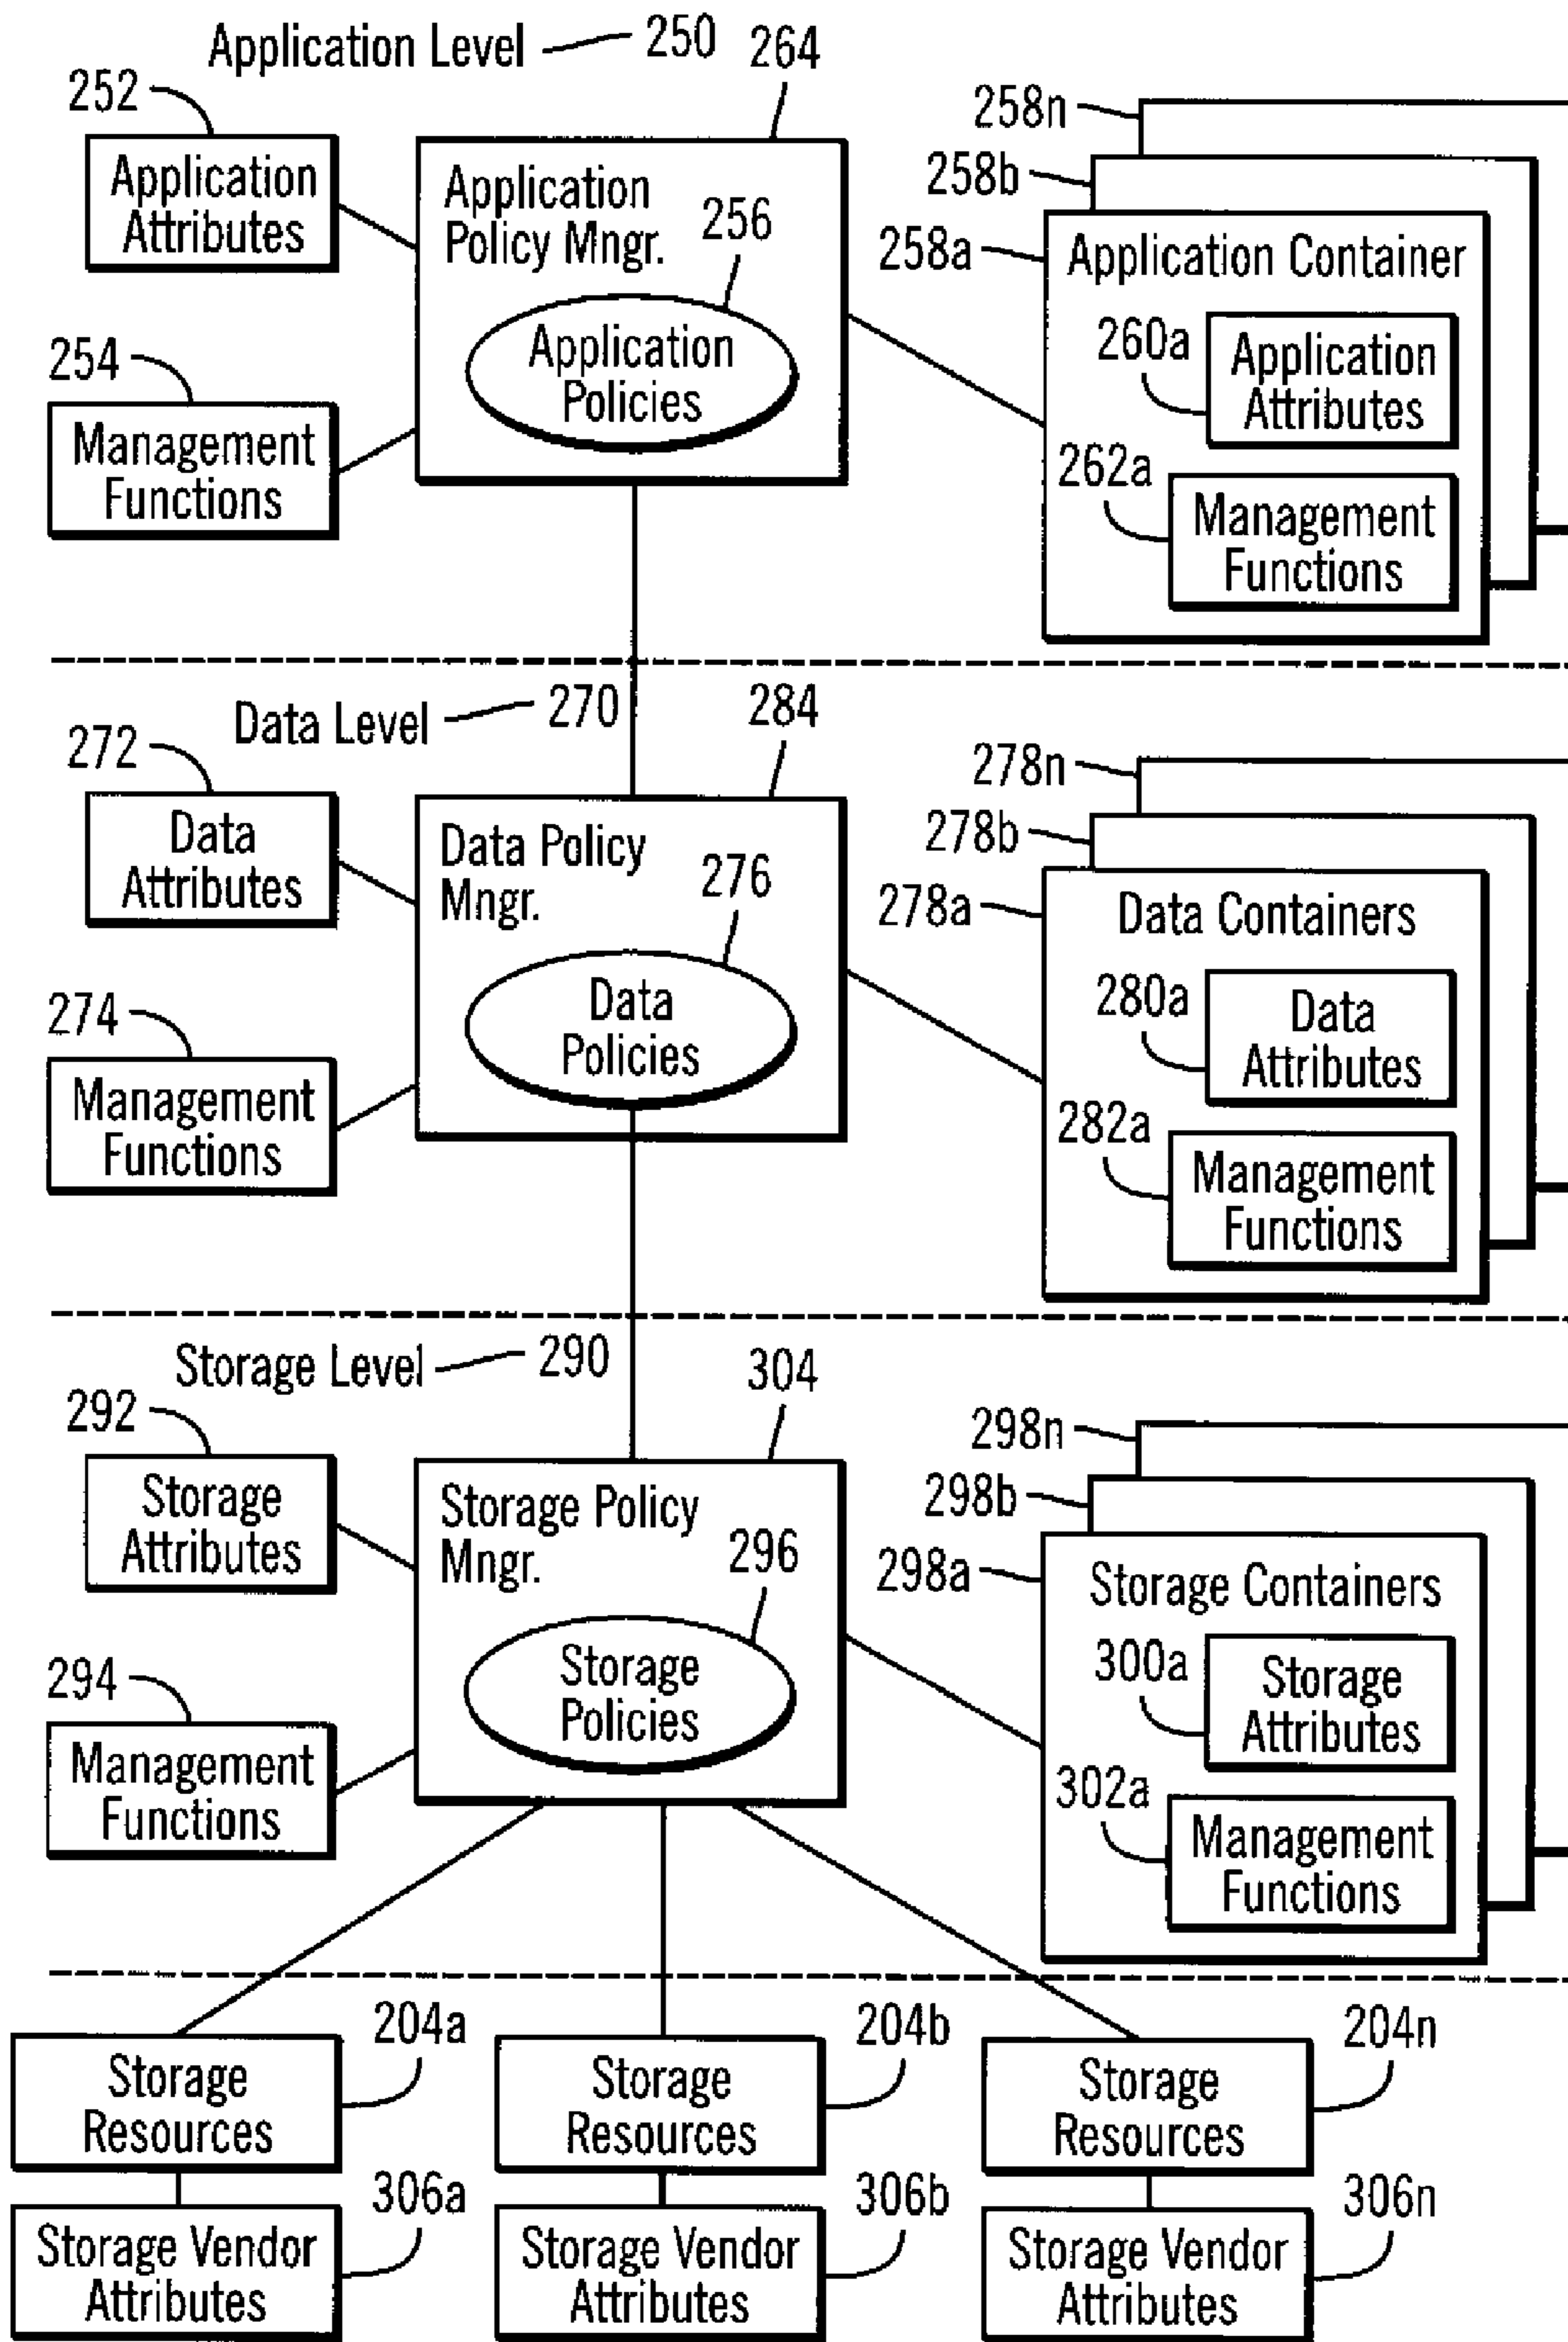 Application Level 250
264
252
258n
Application
Attributes
Application
Policy Mngr.
256
258b
258a
Application Container
254
Application
Policies
260a
Application
Attributes
Management
Functions
262a
Management
Functions
Data Level 270
284
272
278n
Data
Attributes
Data Policy
Mngr.
276
278b
278a
Data Containers
274
Data
Policies
280a
Data
Attributes
Management
Functions
282a
Management
Functions
Storage Level 290
304
292
298n
Storage
Attributes
Storage Policy
Mngr.
296
298b
298a
Storage Containers
294
Storage
Policies
300a
Storage
Attributes
Management
Functions
302a
Management
Functions
204a
204b
204n
Storage
Resources
Storage
Resources
Storage
Resources
306a
306b
306n
Storage Vendor
Attributes
Storage Vendor
Attributes
Storage Vendor
Attributes